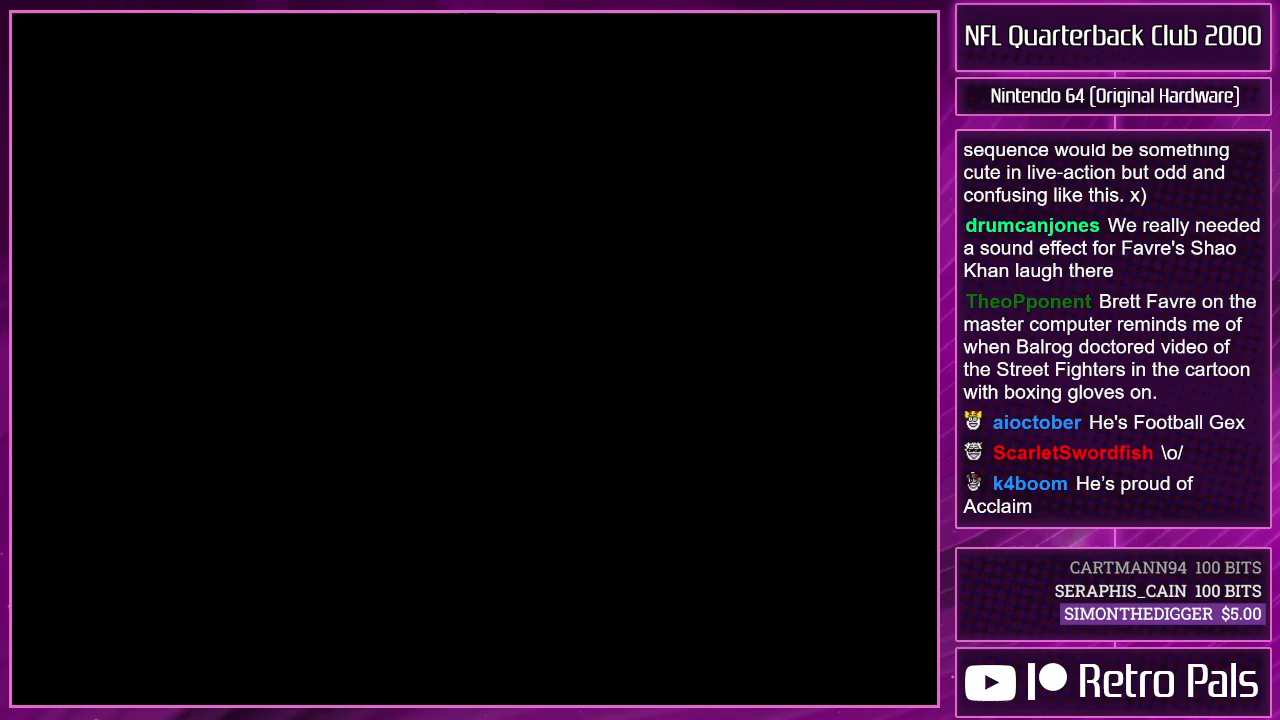 NFL Quarterback Club 2000
Nintendo 64 (Original Hardware)
sequence would be something
cute in live-action but odd and
confusing like this. x)
drumcanjones We really needed
a sound effect for Favre's Shao
Khan laugh there
TheoPponent Brett Favre on the
master computer reminds me of
when Balrog doctored video of
the Street Fighters in the cartoon
with boxing gloves on.
aioctober He's Football Gex
ScarletSwordfish \o/
k4boom He’s proud of
Acclaim
CARTMANN94 100 BITS
SERAPHIS_CAIN 100 BITS
SIMONTHEDIGGER $5.00
Retro Pals